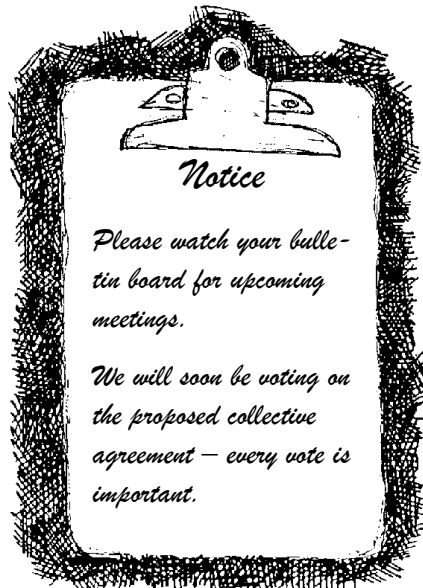 Notice
Please watch your bulle-
tin board for upcoming
meetings.
We will soon be voting on
the proposed collective
agreement – every vote is
important.